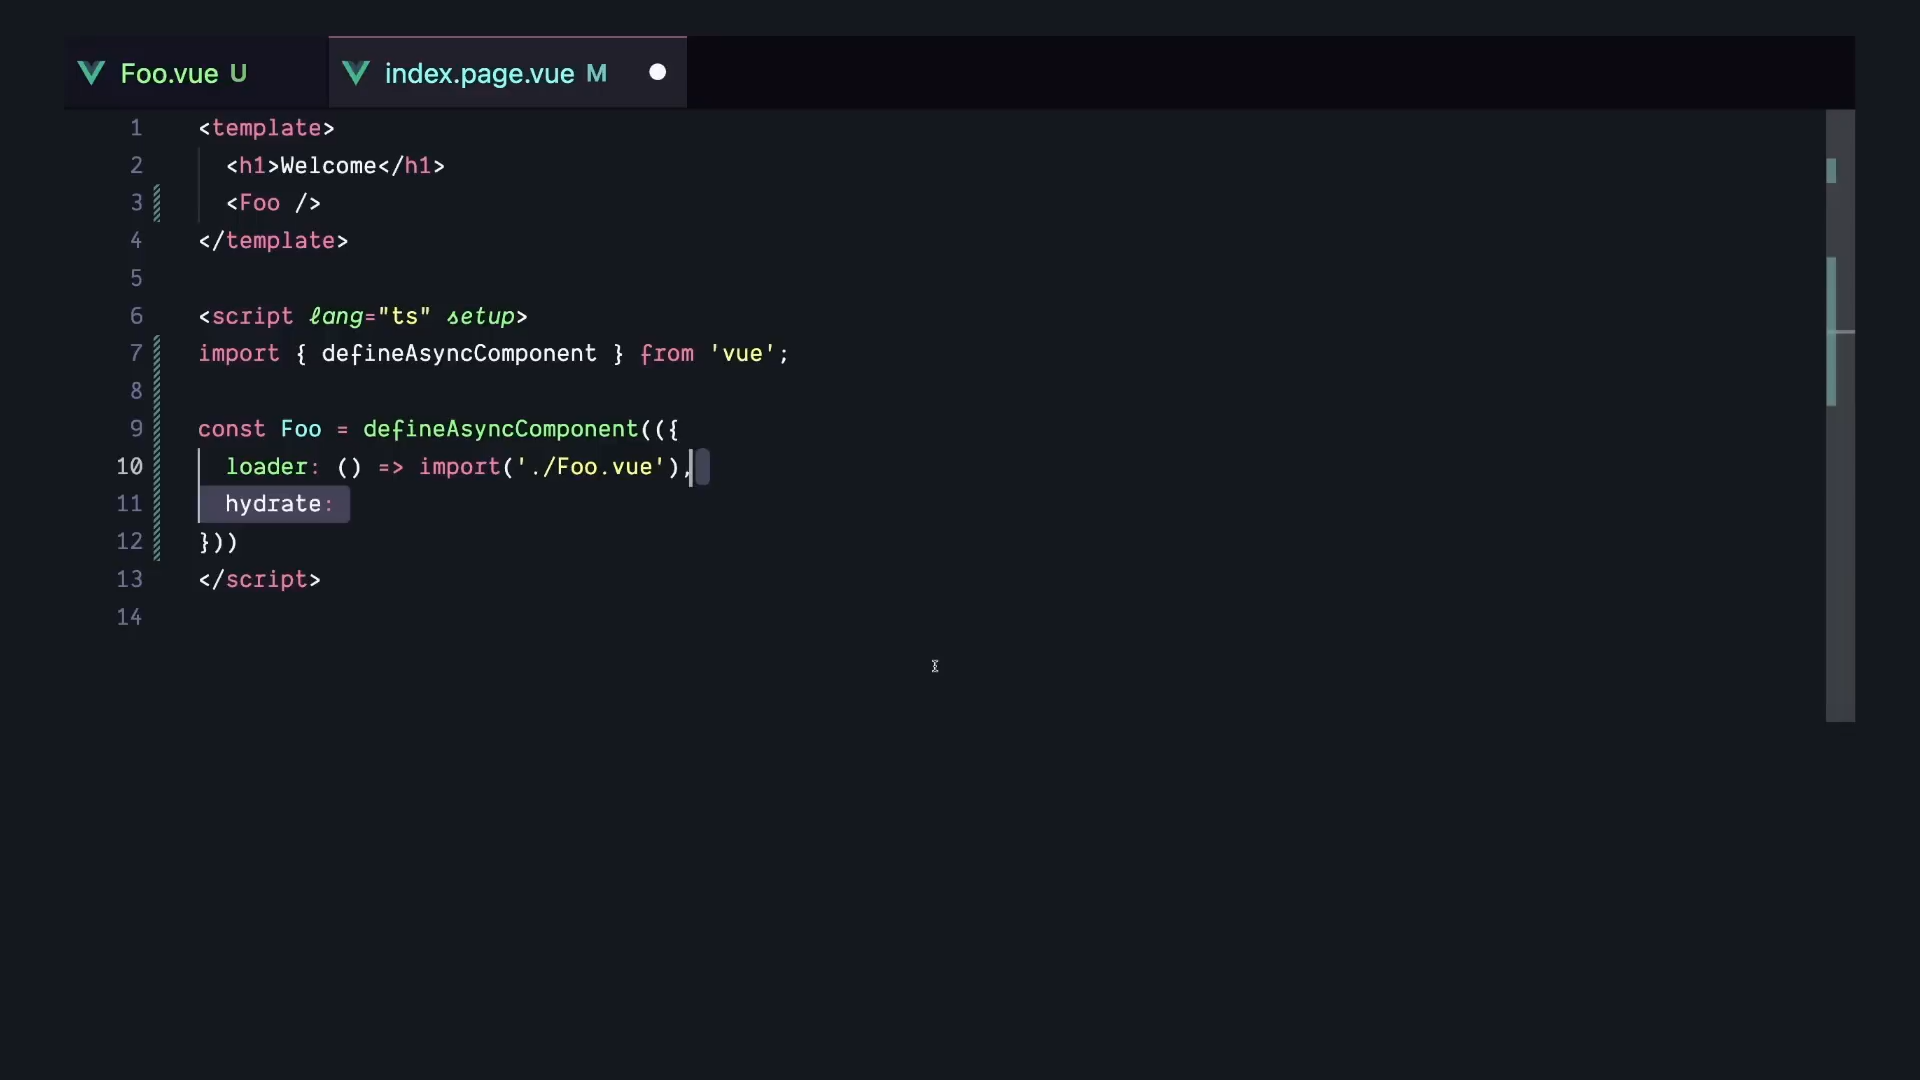 Foo.vue U index.page.vue M
1 <template>
2   <h1>Welcome</h1>
3   <Foo />
4 </template>
5
6 <script lang="ts" setup>
7 import { defineAsyncComponent } from 'vue';
8
9 const Foo = defineAsyncComponent(({
10   loader: () => import('./Foo.vue'),
11   hydrate:
12 }))
13 </script>
14